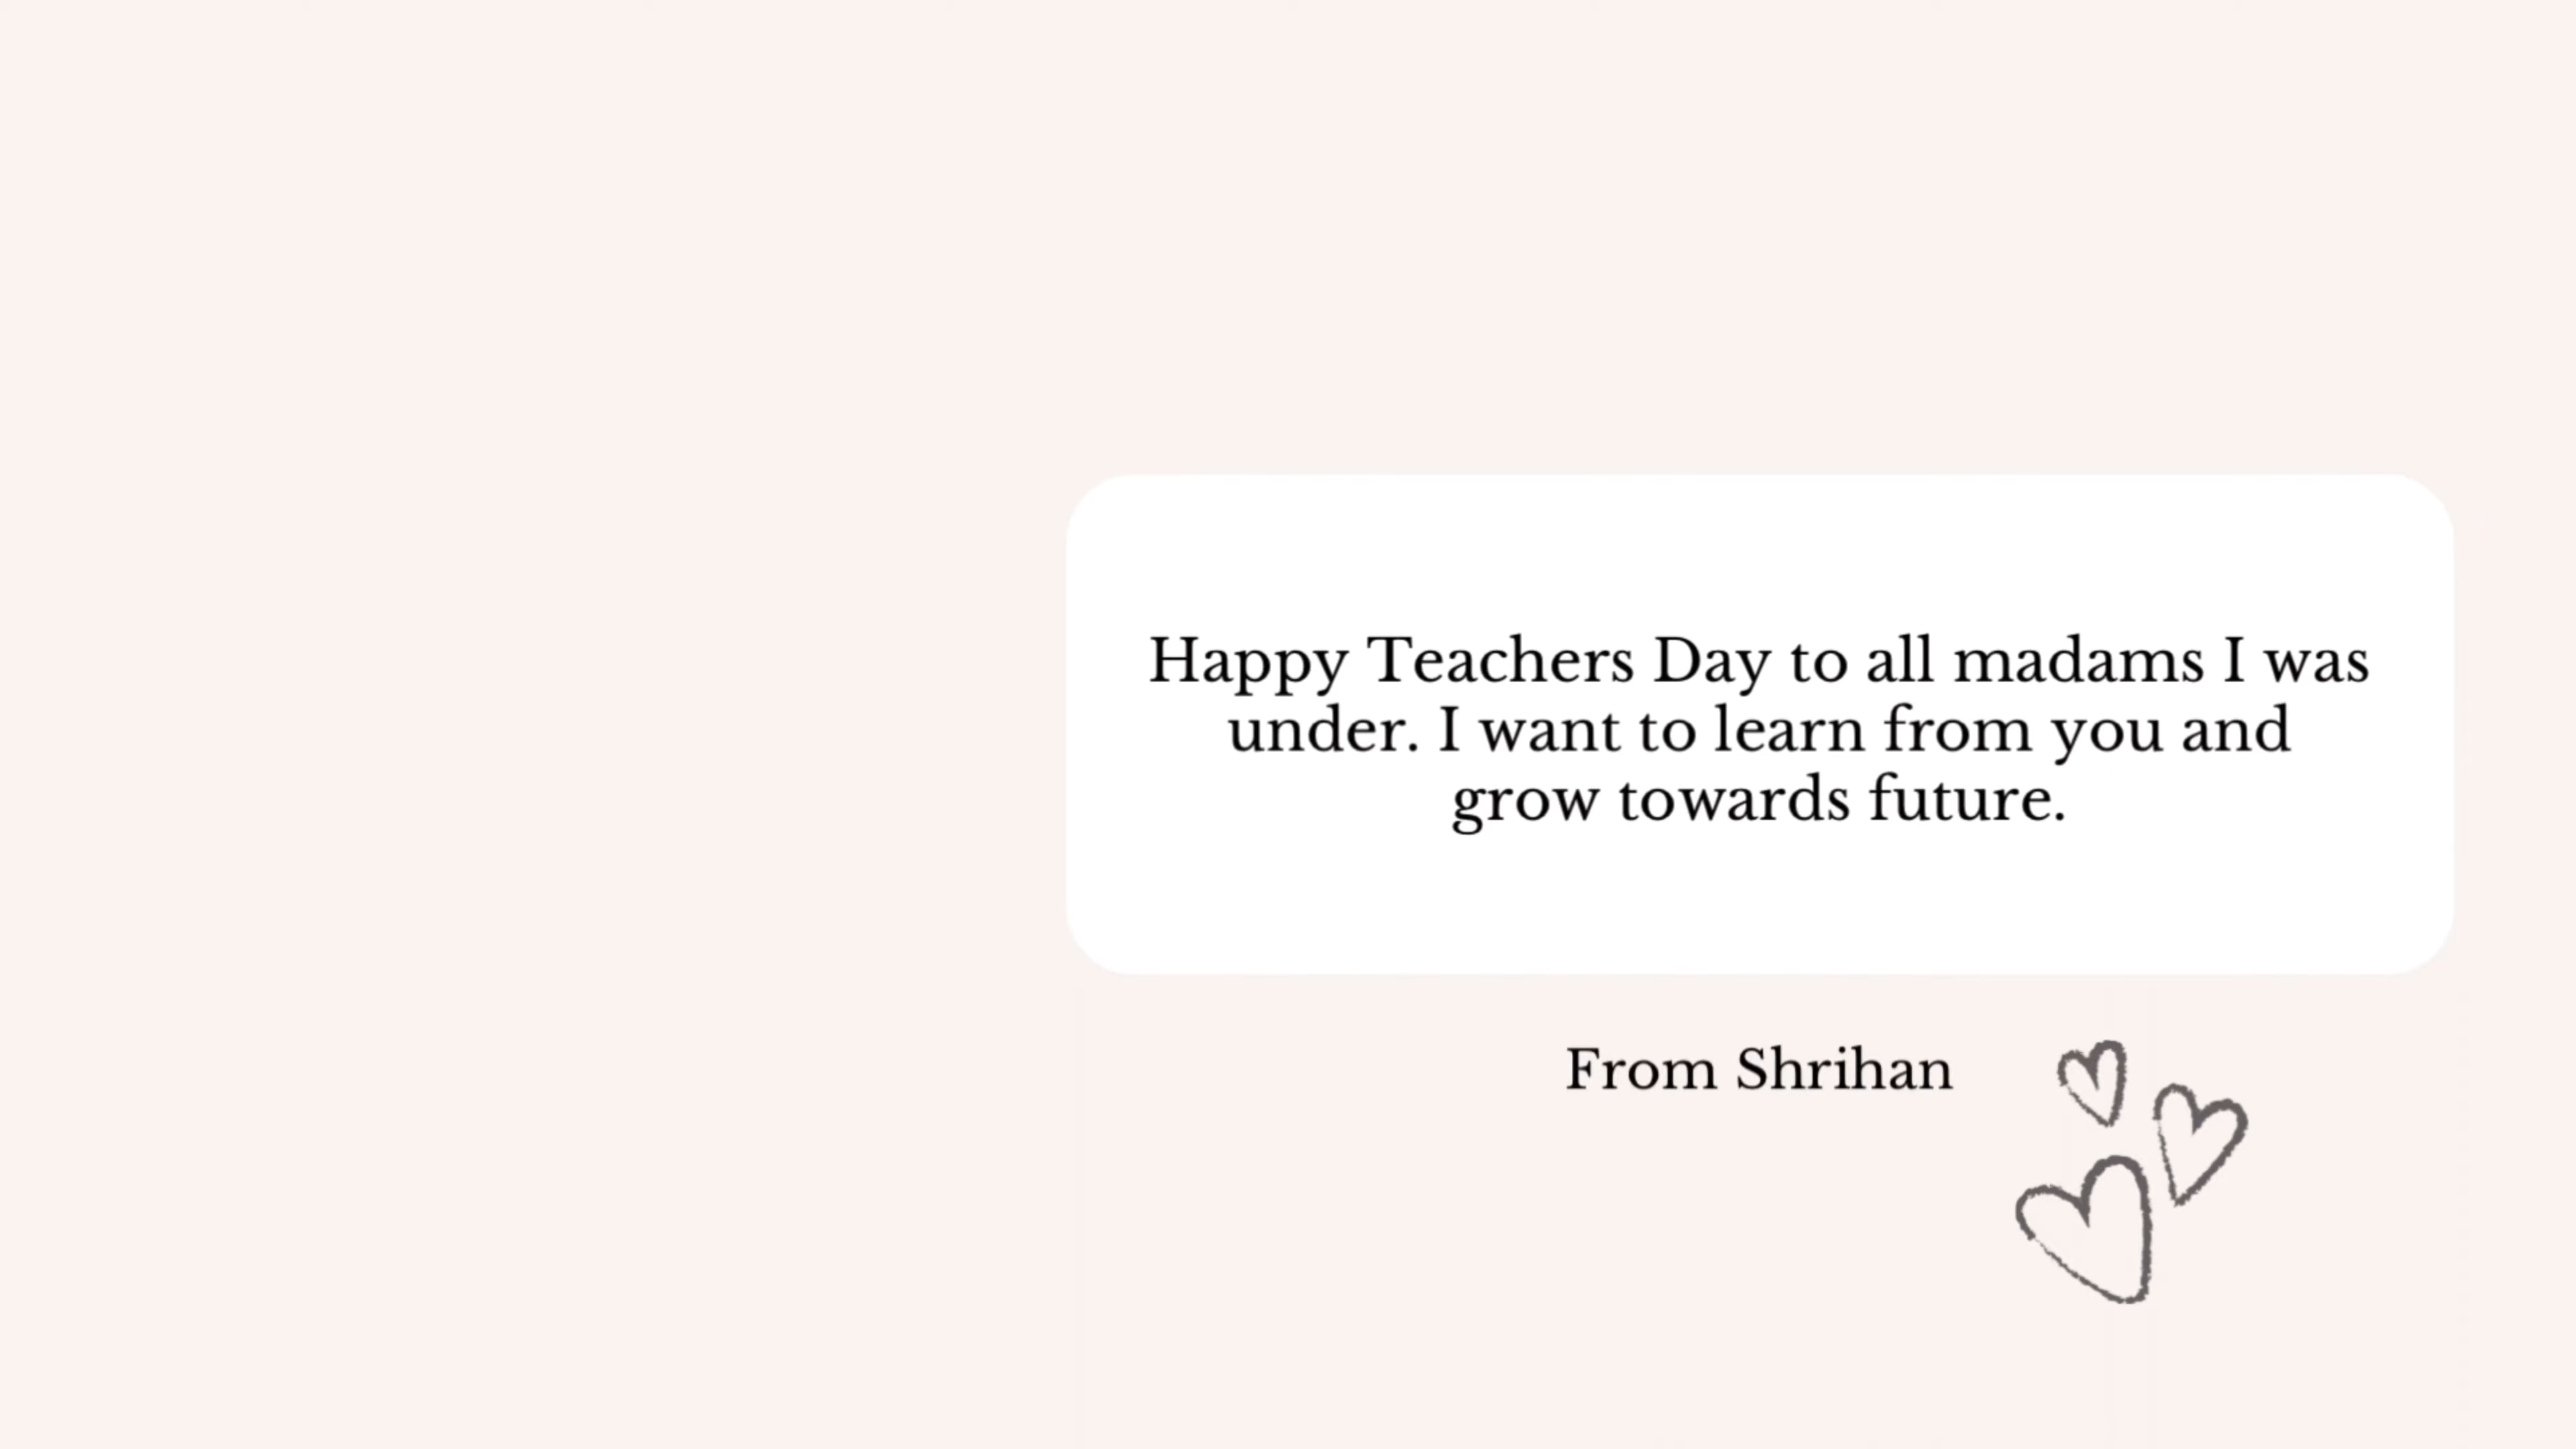 Happy Teachers Day to all madams I was
under. I want to learn from you and
grow towards future.
From Shrihan